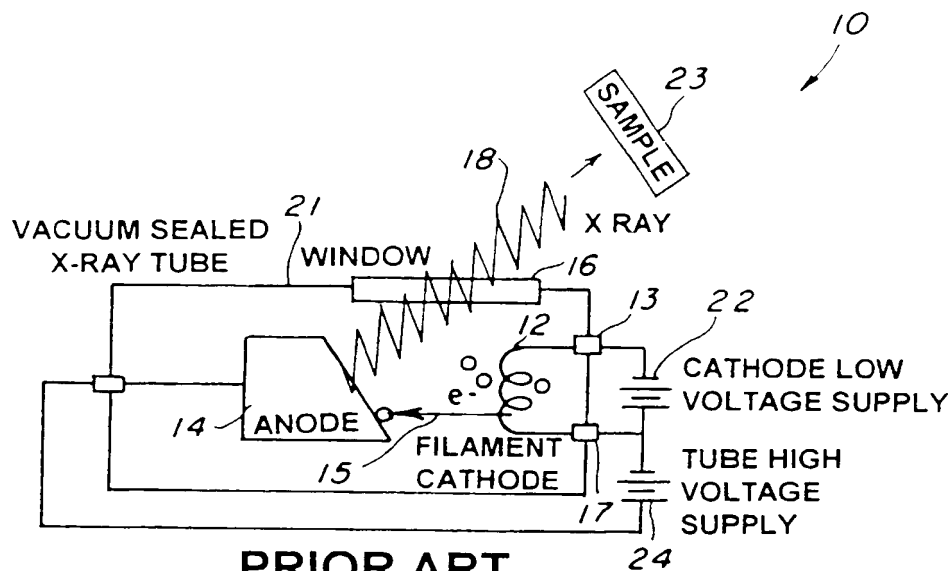 10
SAMPLE
23
18
X RAY
21
VACUUM SEALED
X-RAY TUBE
WINDOW
16
13
12
22
CATHODE LOW
VOLTAGE SUPPLY
e-
14
ANODE
15
FILAMENT
CATHODE
17
TUBE HIGH
VOLTAGE
SUPPLY
24
PRIOR ART